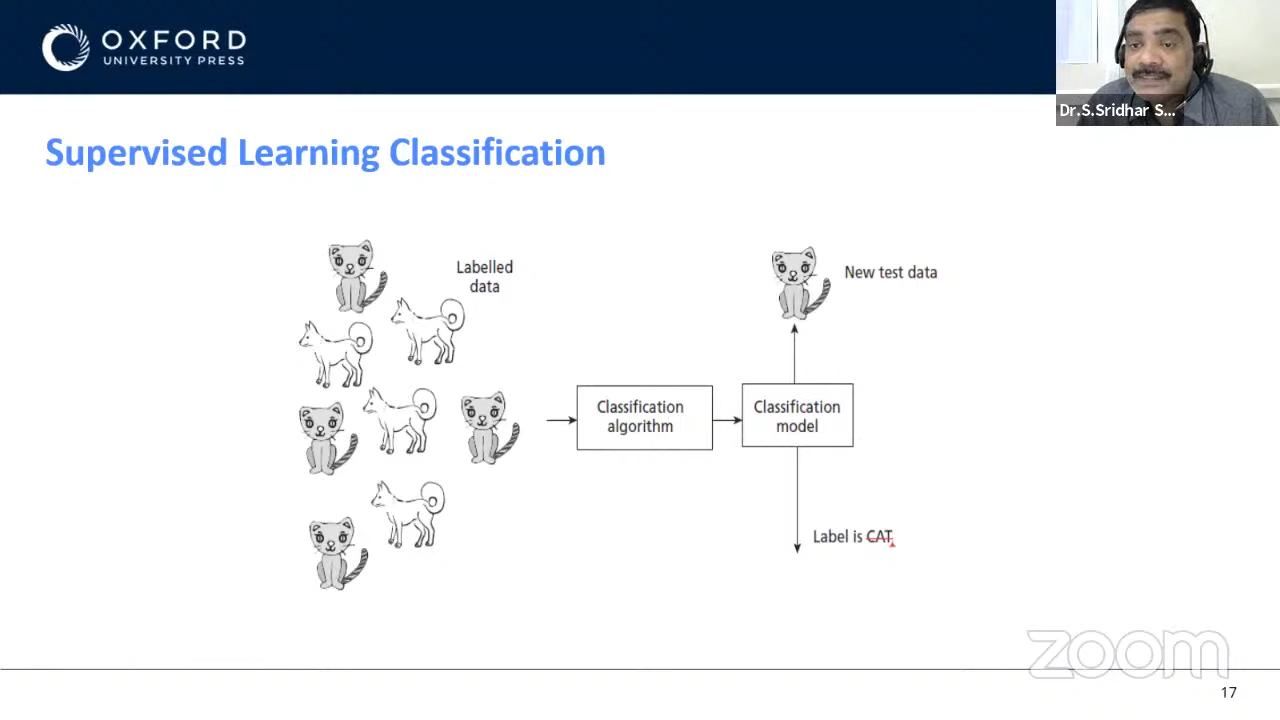 OXFORD
UNIVERSITY PRESS
Dr.S.Sridhar S...
Supervised Learning Classification
Labelled
data
New test data
Classification
algorithm
Classification
model
Label is CAT
zoom
17